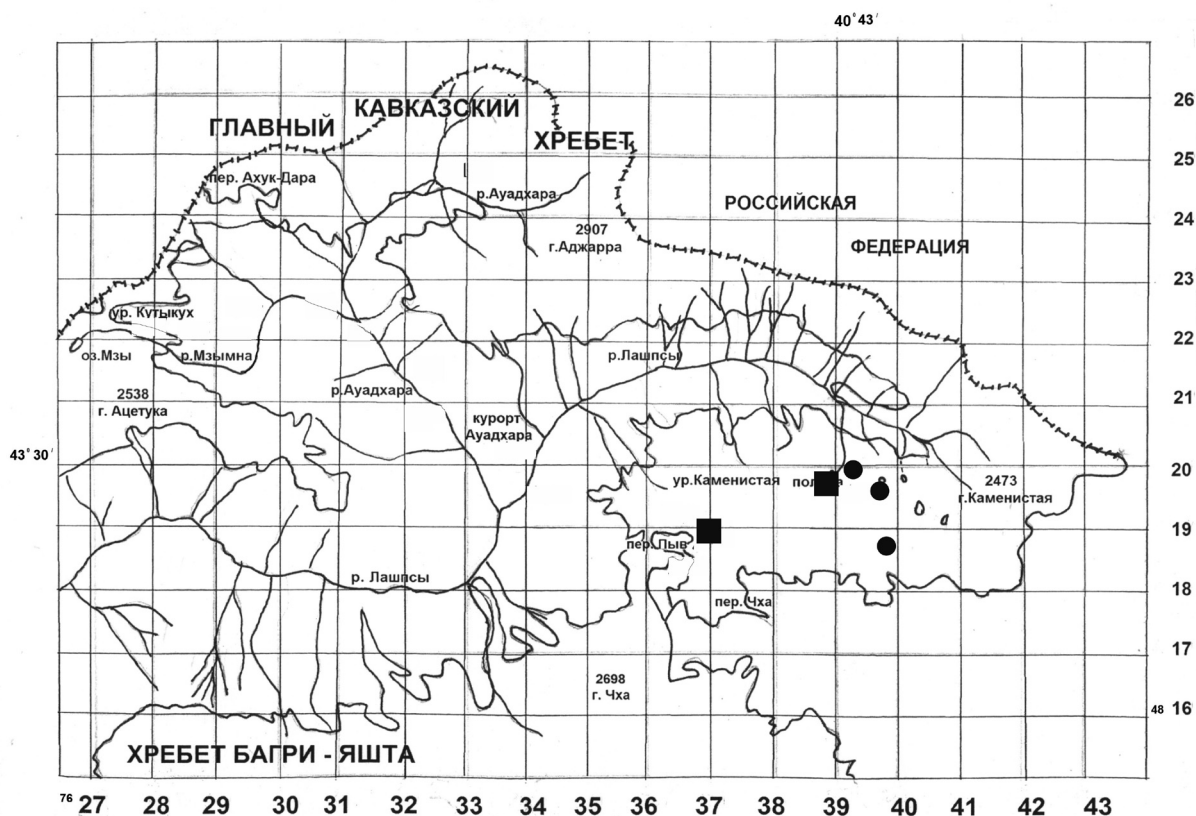 40°43′
КАВКАЗСКИЙ
ГЛАВНЫЙ
ХРЕБЕТ
26
25
пер. Ахук-Дара
р.Ауадхара
РОССИЙСКАЯ
24
2907
г.Аджарра
ФЕДЕРАЦИЯ
23
ур. Кутыкух
22
оз.Мзы
р.Мзымна
р.Лашпсы
р.Ауадхара
2538
г. Ацетука
21
курорт
Ауадхара
43°30′
20
ур.Каменистая
2473
г.Каменистая
19
пер. Пыв
р. Лашпсы
18
пер. Чха
17
2698
г. Чха
48 16
ХРЕБЕТ БАГРИ - ЯШТА
76 27 28 29 30 31 32 33 34 35 36 37 38 39 40 41 42 43